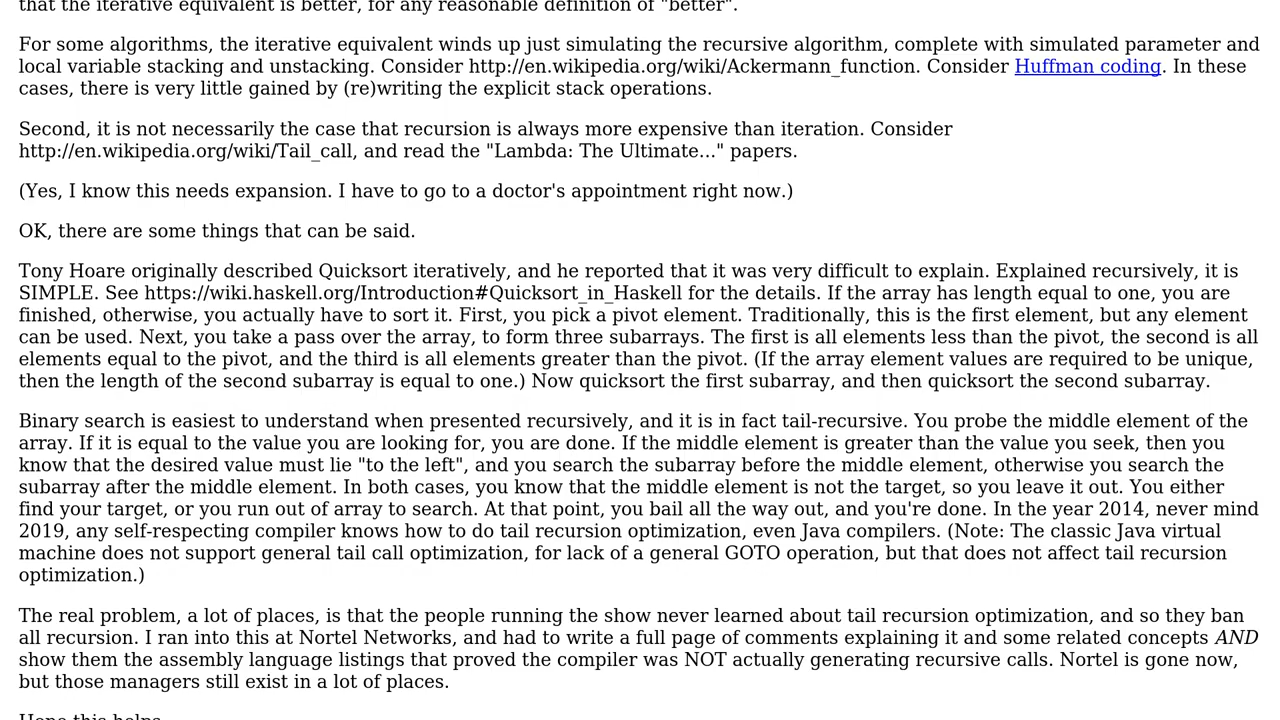 that the iterative equivalent is better, for any reasonable definition of "better".
For some algorithms, the iterative equivalent winds up just simulating the recursive algorithm, complete with simulated parameter and
local variable stacking and unstacking. Consider http://en.wikipedia.org/wiki/Ackermann_function. Consider Huffman coding. In these
cases, there is very little gained by (re)writing the explicit stack operations.
Second, it is not necessarily the case that recursion is always more expensive than iteration. Consider
http://en.wikipedia.org/wiki/Tail_call, and read the "Lambda: The Ultimate..." papers.
(Yes, I know this needs expansion. I have to go to a doctor's appointment right now.)
OK, there are some things that can be said.
Tony Hoare originally described Quicksort iteratively, and he reported that it was very difficult to explain. Explained recursively, it is
SIMPLE. See https://wiki.haskell.org/Introduction#Quicksort_in_Haskell for the details. If the array has length equal to one, you are
finished, otherwise, you actually have to sort it. First, you pick a pivot element. Traditionally, this is the first element, but any element
can be used. Next, you take a pass over the array, to form three subarrays. The first is all elements less than the pivot, the second is all
elements equal to the pivot, and the third is all elements greater than the pivot. (If the array element values are required to be unique,
then the length of the second subarray is equal to one.) Now quicksort the first subarray, and then quicksort the second subarray.
Binary search is easiest to understand when presented recursively, and it is in fact tail-recursive. You probe the middle element of the
array. If it is equal to the value you are looking for, you are done. If the middle element is greater than the value you seek, then you
know that the desired value must lie "to the left", and you search the subarray before the middle element, otherwise you search the
subarray after the middle element. In both cases, you know that the middle element is not the target, so you leave it out. You either
find your target, or you run out of array to search. At that point, you bail all the way out, and you're done. In the year 2014, never mind
2019, any self-respecting compiler knows how to do tail recursion optimization, even Java compilers. (Note: The classic Java virtual
machine does not support general tail call optimization, for lack of a general GOTO operation, but that does not affect tail recursion
optimization.)
The real problem, a lot of places, is that the people running the show never learned about tail recursion optimization, and so they ban
all recursion. I ran into this at Nortel Networks, and had to write a full page of comments explaining it and some related concepts AND
show them the assembly language listings that proved the compiler was NOT actually generating recursive calls. Nortel is gone now,
but those managers still exist in a lot of places.
Hope this helps